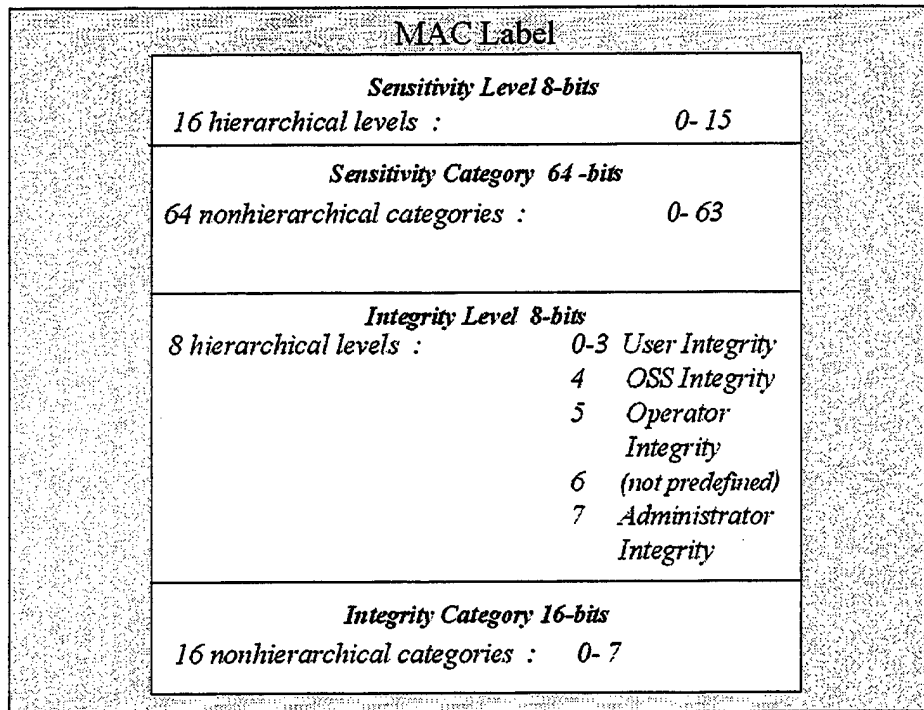 MAC Label
Sensitivity Level 8-bits
16 hierarchical levels : 0- 15
Sensitivity Category 64 -bits
64 nonhierarchical categories : 0- 63
Integrity Level 8-bits
8 hierarchical levels : 0-3 User Integrity
4 OSS Integrity
5 Operator
Integrity
6 (not predefined)
7 Administrator
Integrity
Integrity Category 16-bits
16 nonhierarchical categories : 0- 7